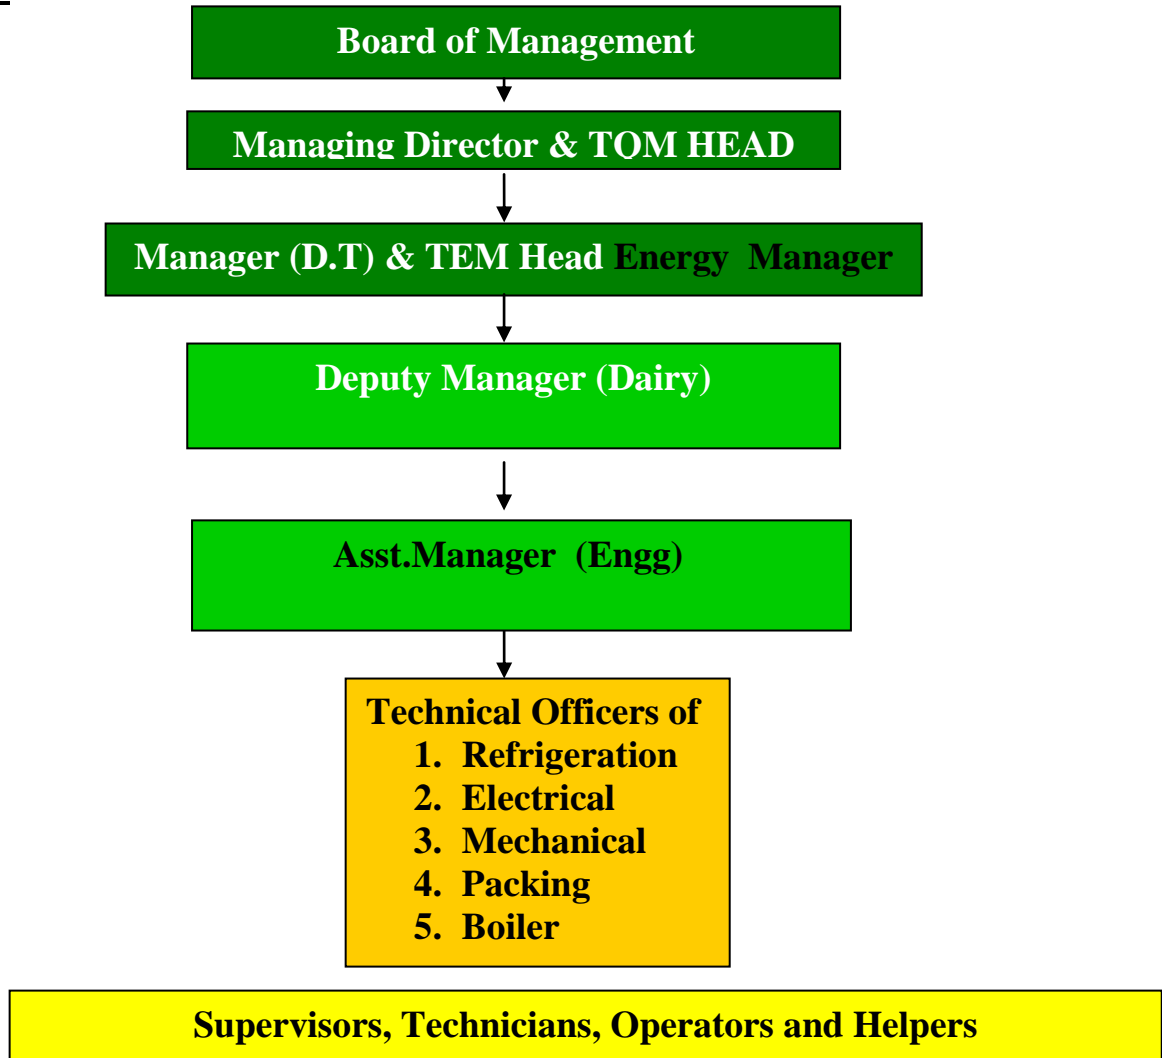 Board of Management
Managing Director & TQM HEAD
Manager (D.T) & TEM Head Energy Manager
Deputy Manager (Dairy)
Asst.Manager (Engg)
Technical Officers of
1. Refrigeration
2. Electrical
3. Mechanical
4. Packing
5. Boiler
Supervisors, Technicians, Operators and Helpers